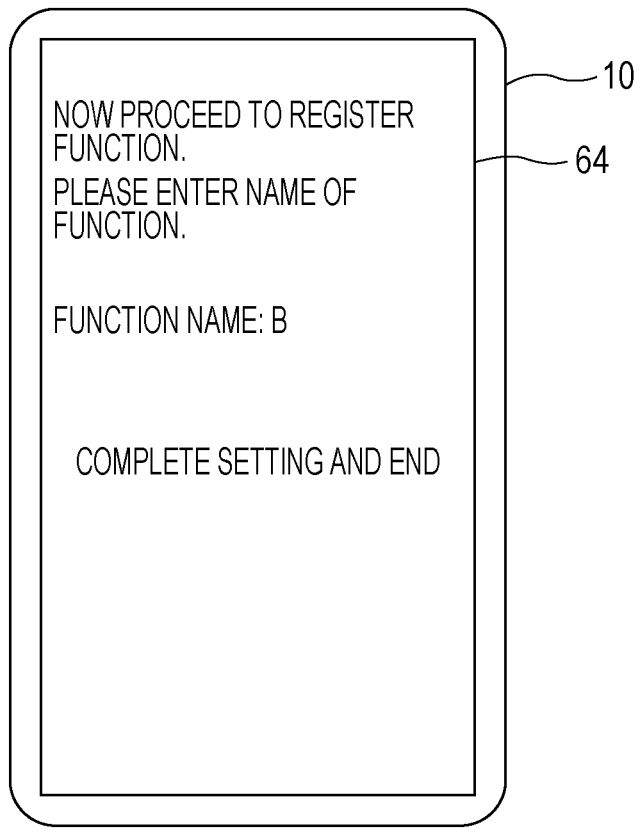 10
64
NOW PROCEED TO REGISTER
FUNCTION.
PLEASE ENTER NAME OF
FUNCTION.
FUNCTION NAME: B
COMPLETE SETTING AND END